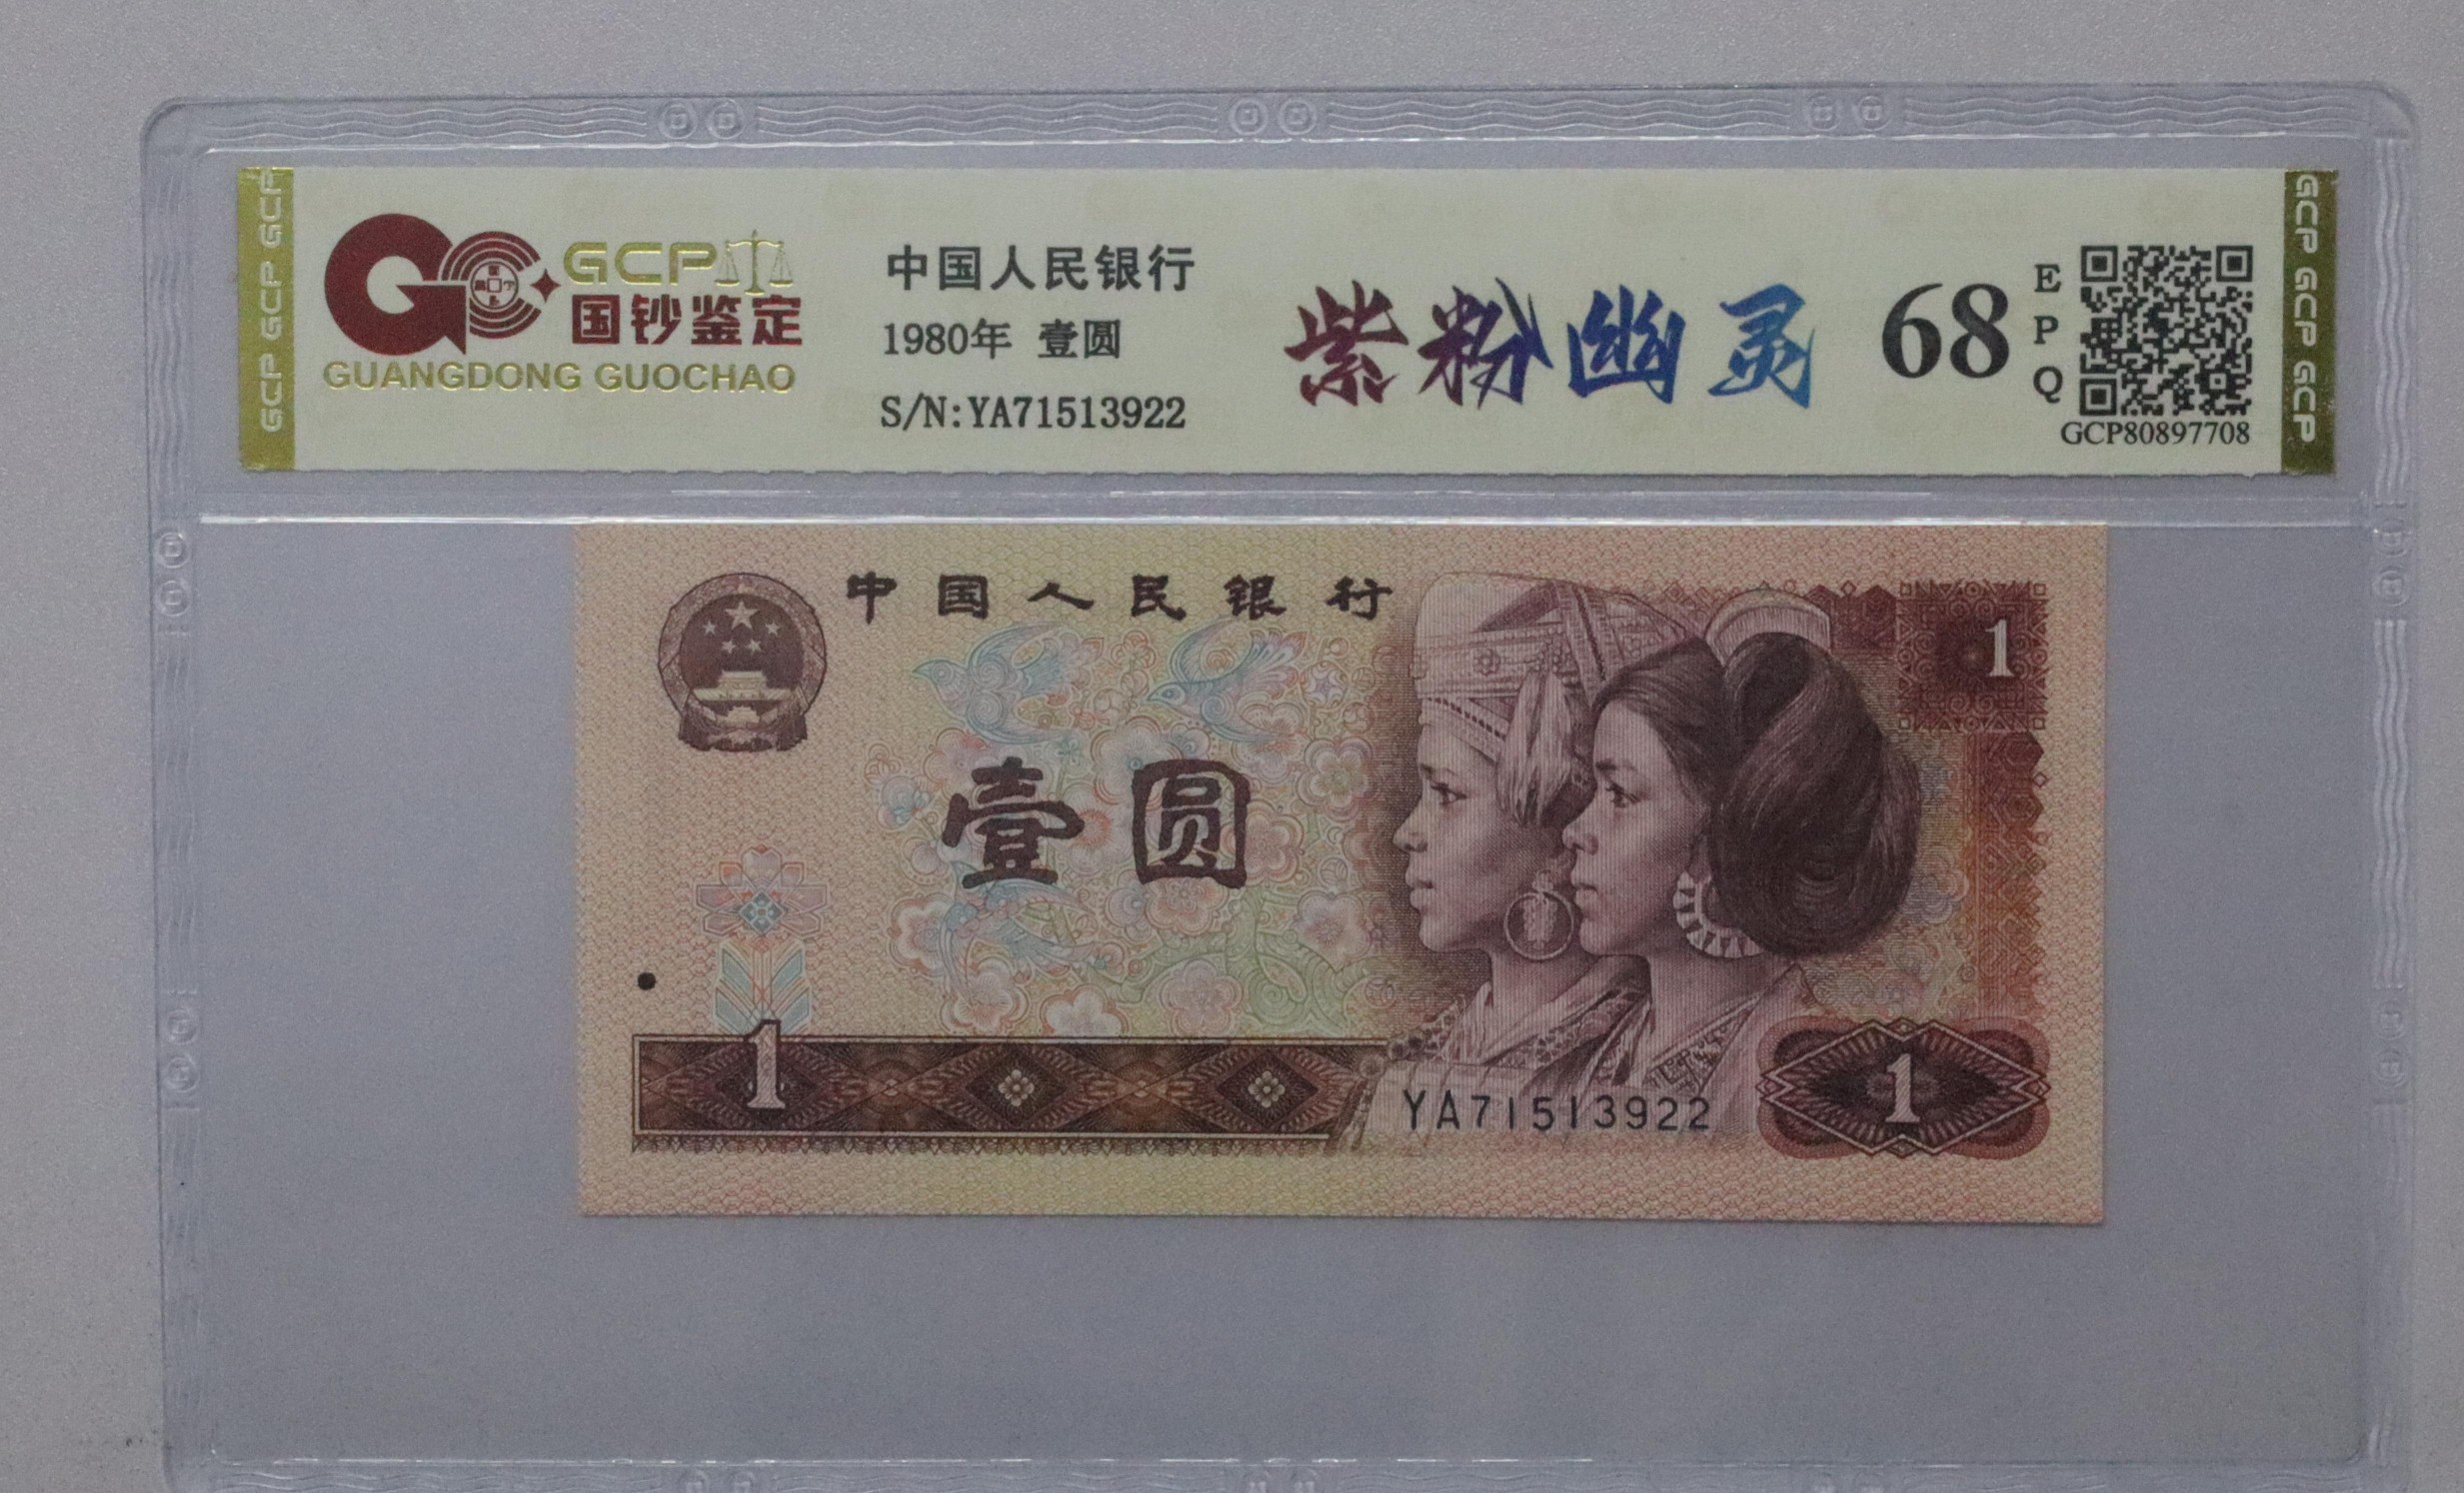 GCP GCP GCP
GCP
国钞鉴定
GUANGDONG GUOCHAO
中国人民银行
1980年 壹圆
S/N:YA71513922
紫粉幽灵
68
E
P
Q
GCP80897708
GCP GCP GCP
中国人民银行
1
壹圆
1
YA71513922
1